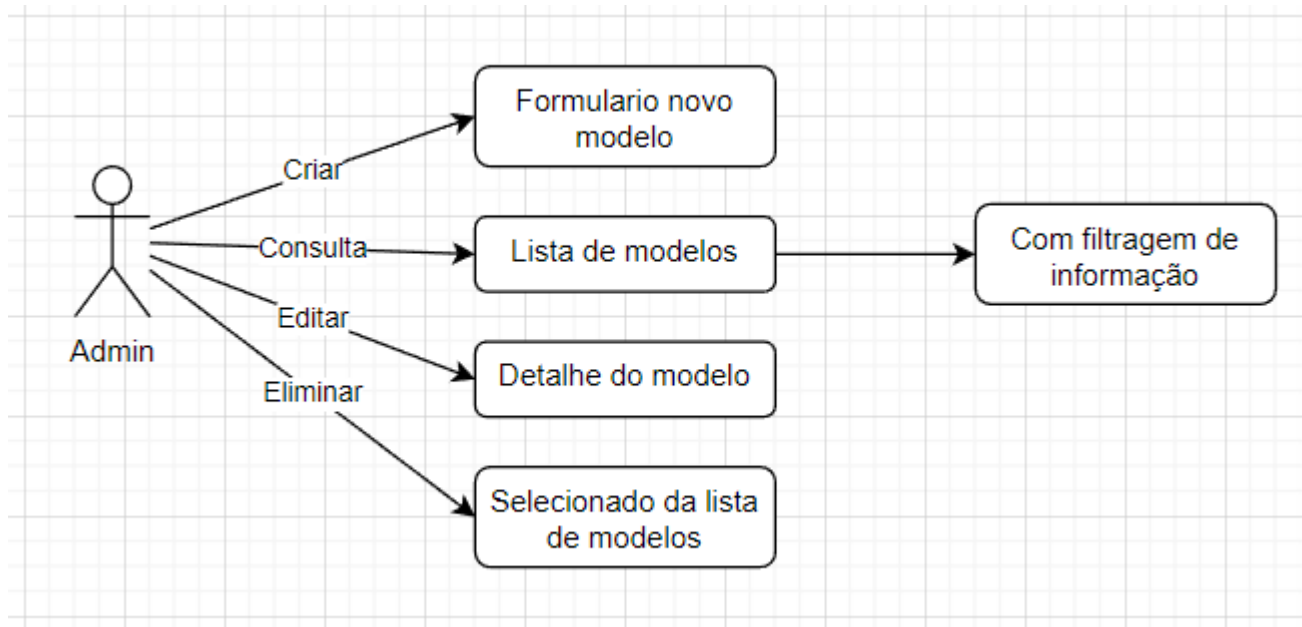 Formulario novo
modelo
Criar
Consulta
Lista de modelos
Com filtragem de
informação
Editar
Admin
Detalhe do modelo
Eliminar
Selecionado da lista
de modelos